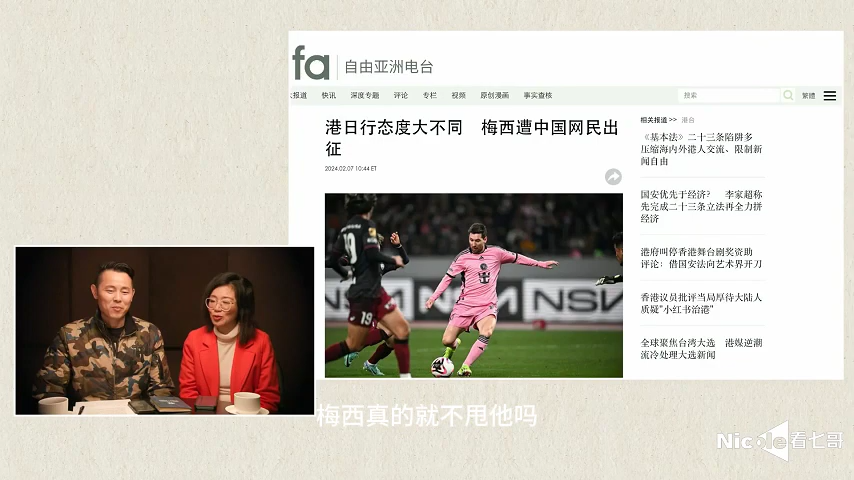 fa 自由亚洲电台
报道 快讯 深度专题 评论 专栏 视频 原创漫画 事实查核 搜索 繁體
港日行态度大不同 梅西遭中国网民出
征
2024.02.07 10:44 ET
相关报道 >> 港台
《基本法》二十三条陷阱多
压缩海内外港人交流、限制新
闻自由
国安优先于经济? 李家超称
先完成二十三条立法再全力拼
经济
港府叫停香港舞台剧奖资助
评论：借国安法向艺术界开刀
香港议员批评当局厚待大陆人
质疑“小红书治港”
全球聚焦台湾大选 港媒逆潮
流冷处理大选新闻
19
19
NSW
NSW
梅西真的就不甩他吗
Nicole看七哥